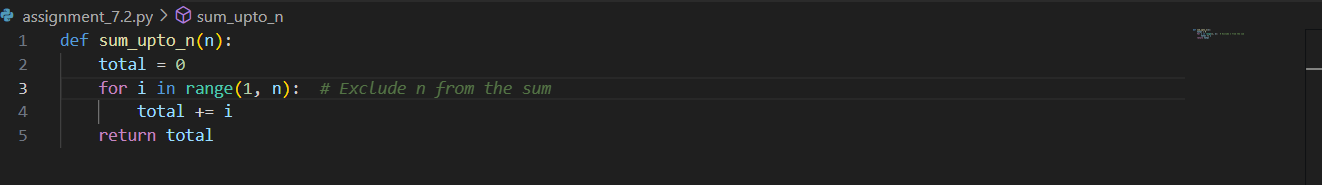 assignment_7.2.py > sum_upto_n
1 def sum_upto_n(n):
2     total = 0
3     for i in range(1, n):  # Exclude n from the sum
4         total += i
5     return total